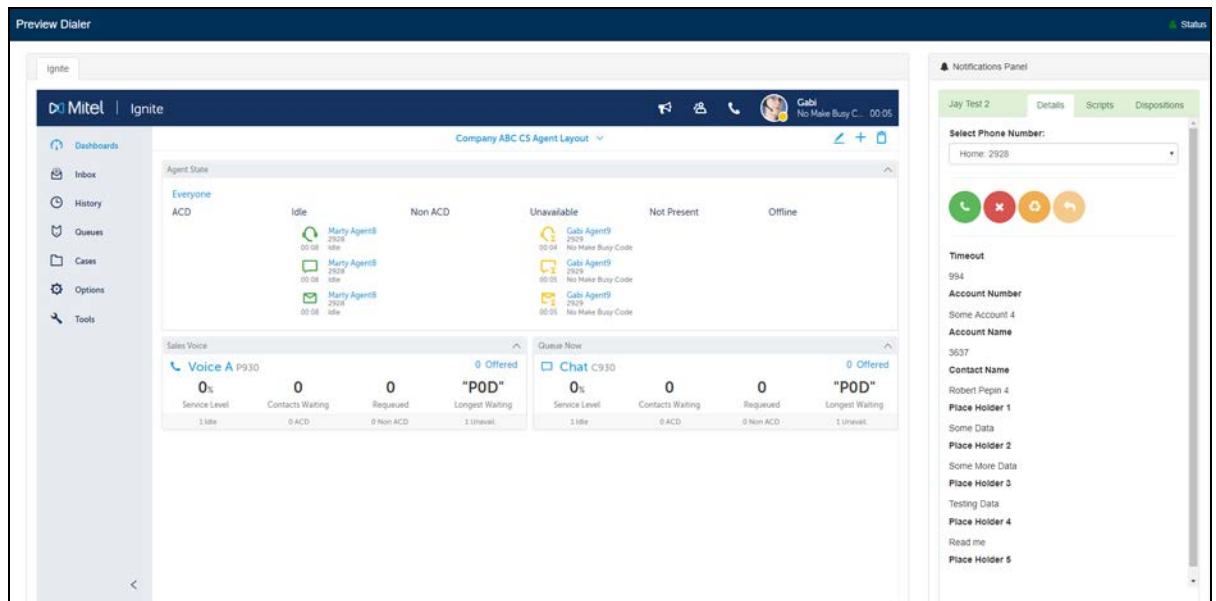 Preview Dialer
Status
Ignite
Mitel | Ignite
Gabi
No Make Busy C... 00:05
Dashboards
Inbox
History
Queues
Cases
Options
Tools
Company ABC CS Agent Layout
Agent State
Everyone
ACD Idle Non ACD Unavailable Not Present Offline
Marty Agent8 Gabi Agent9
2928 2929
00:08 Idle 00:04 No Make Busy Code
Marty Agent8 Gabi Agent9
2928 2929
00:08 Idle 00:05 No Make Busy Code
Marty Agent8 Gabi Agent9
2928 2929
00:08 Idle 00:05 No Make Busy Code
Sales Voice
Voice A P930 0 Offered
0% 0 0 "P0D"
Service Level Contacts Waiting Requeued Longest Waiting
1 Idle 0 ACD 0 Non ACD 1 Unavail.
Queue Now
Chat C930 0 Offered
0% 0 0 "P0D"
Service Level Contacts Waiting Requeued Longest Waiting
1 Idle 0 ACD 0 Non ACD 1 Unavail.
Notifications Panel
Jay Test 2 Details Scripts Dispositions
Select Phone Number:
Home: 2928
Timeout
994
Account Number
Some Account 4
Account Name
3637
Contact Name
Robert Pepin 4
Place Holder 1
Some Data
Place Holder 2
Some More Data
Place Holder 3
Testing Data
Place Holder 4
Read me
Place Holder 5